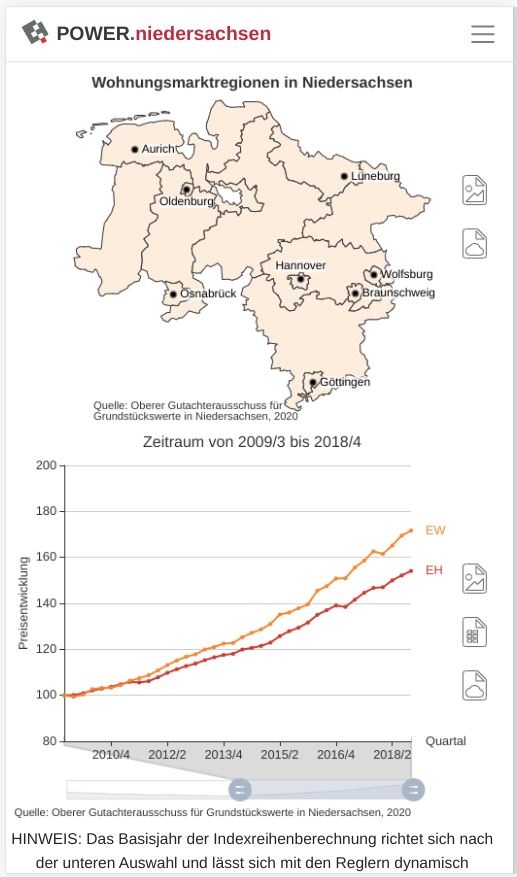 POWER.niedersachsen
Wohnungsmarktregionen in Niedersachsen
Aurich
Lüneburg
Oldenburg
Hannover
Wolfsburg
Osnabrück
Braunschweig
Göttingen
Quelle: Oberer Gutachterausschuss für
Grundstückswerte in Niedersachsen, 2020
Zeitraum von 2009/3 bis 2018/4
200
180
EW
160
EH
Preisentwicklung
140
120
100
80
Quartal
2010/4 2012/2 2013/4 2015/2 2016/4 2018/2
Quelle: Oberer Gutachterausschuss für Grundstückswerte in Niedersachsen, 2020
HINWEIS: Das Basisjahr der Indexreihenberechnung richtet sich nach
der unteren Auswahl und lässt sich mit den Reglern dynamisch